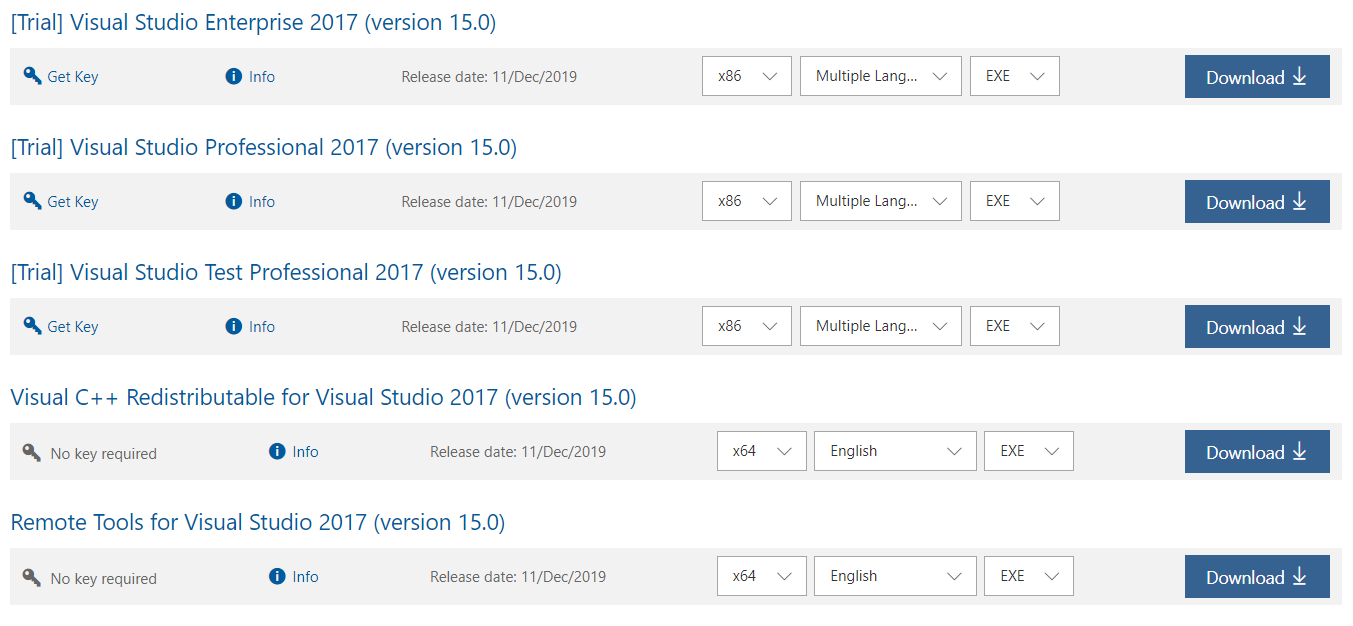 [Trial] Visual Studio Enterprise 2017 (version 15.0)
Get Key Info Release date: 11/Dec/2019 x86 Multiple Lang... EXE Download
[Trial] Visual Studio Professional 2017 (version 15.0)
Get Key Info Release date: 11/Dec/2019 x86 Multiple Lang... EXE Download
[Trial] Visual Studio Test Professional 2017 (version 15.0)
Get Key Info Release date: 11/Dec/2019 x86 Multiple Lang... EXE Download
Visual C++ Redistributable for Visual Studio 2017 (version 15.0)
No key required Info Release date: 11/Dec/2019 x64 English EXE Download
Remote Tools for Visual Studio 2017 (version 15.0)
No key required Info Release date: 11/Dec/2019 x64 English EXE Download